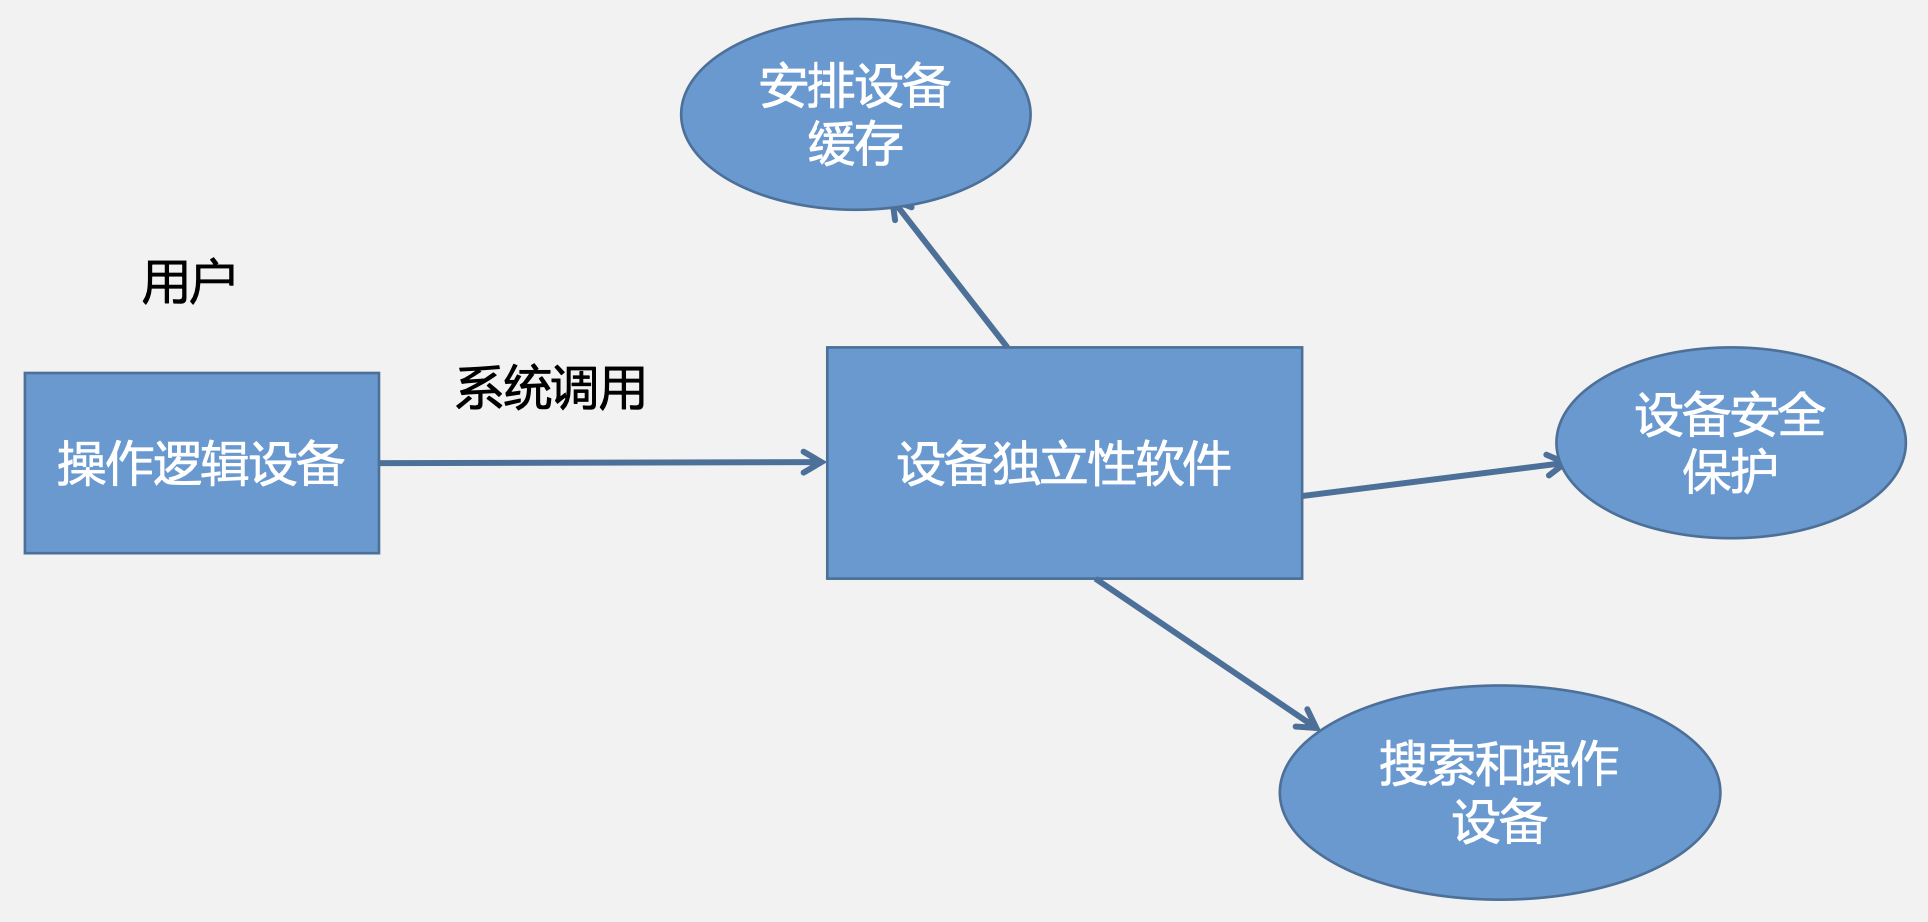 安排设备
缓存
用户
系统调用
操作逻辑设备
设备独立性软件
设备安全
保护
搜索和操作
设备